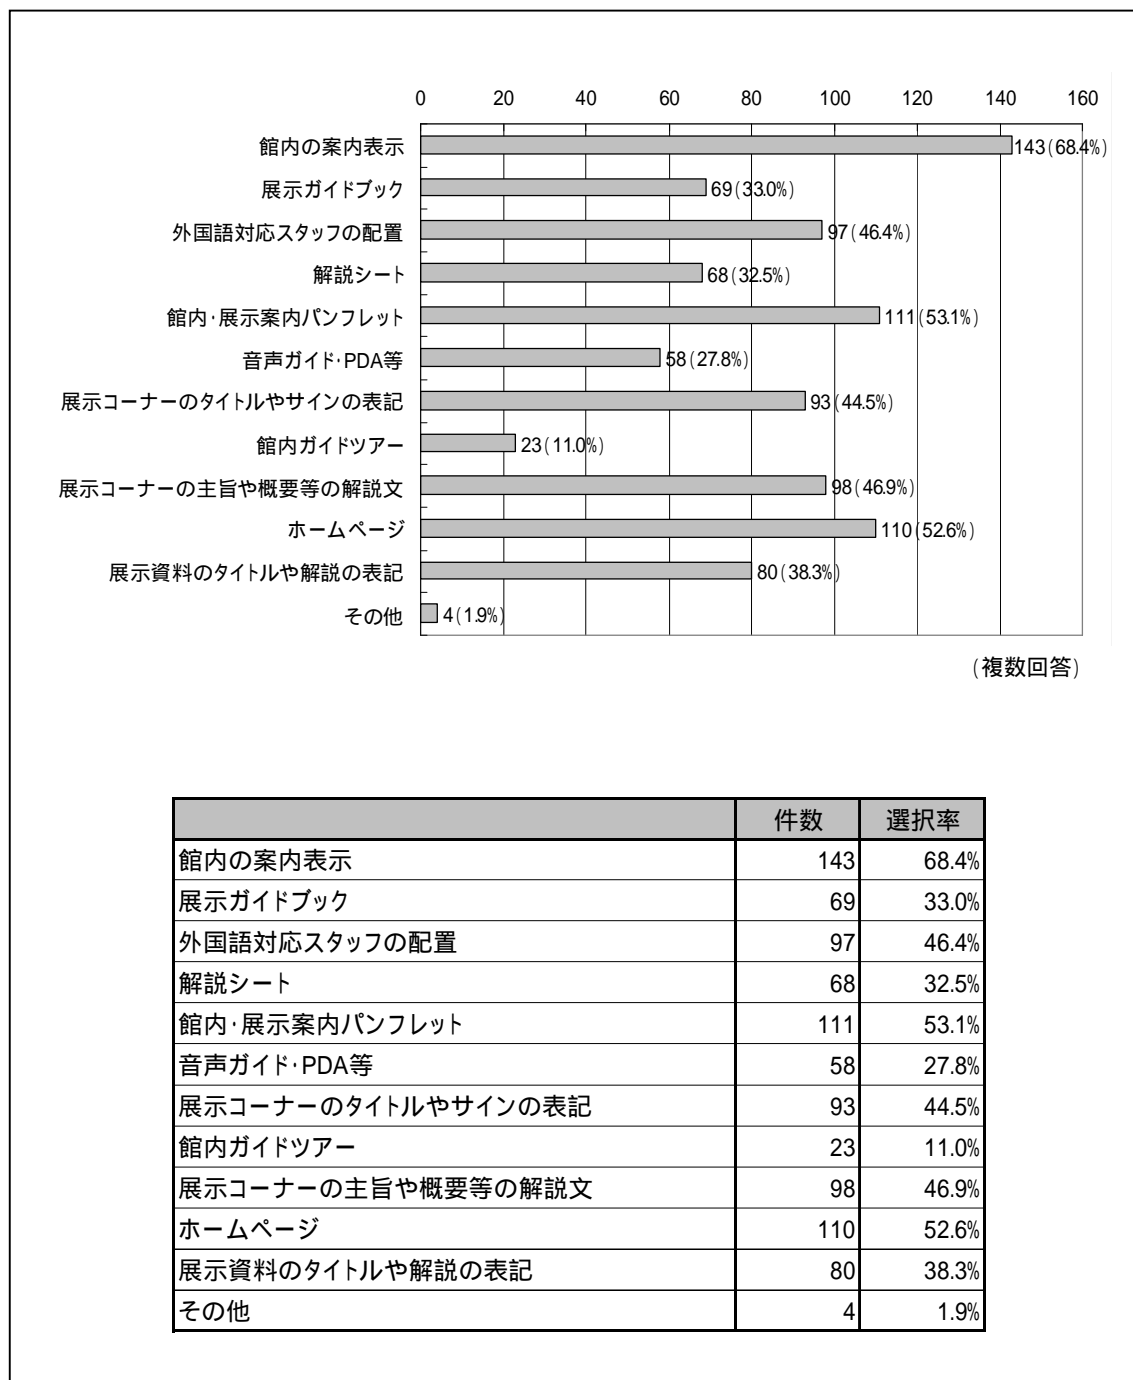 0 20 40 60 80 100 120 140 160
館内の案内表示 143(68.4%)
展示ガイドブック 69(33.0%)
外国語対応スタッフの配置 97(46.4%)
解説シート 68(32.5%)
館内・展示案内パンフレット 111(53.1%)
音声ガイド・PDA等 58(27.8%)
展示コーナーのタイトルやサインの表記 93(44.5%)
館内ガイドツアー 23(11.0%)
展示コーナーの主旨や概要等の解説文 98(46.9%)
ホームページ 110(52.6%)
展示資料のタイトルや解説の表記 80(38.3%)
その他 4(1.9%)
(複数回答)
件数 選択率
館内の案内表示 143 68.4%
展示ガイドブック 69 33.0%
外国語対応スタッフの配置 97 46.4%
解説シート 68 32.5%
館内・展示案内パンフレット 111 53.1%
音声ガイド・PDA等 58 27.8%
展示コーナーのタイトルやサインの表記 93 44.5%
館内ガイドツアー 23 11.0%
展示コーナーの主旨や概要等の解説文 98 46.9%
ホームページ 110 52.6%
展示資料のタイトルや解説の表記 80 38.3%
その他 4 1.9%